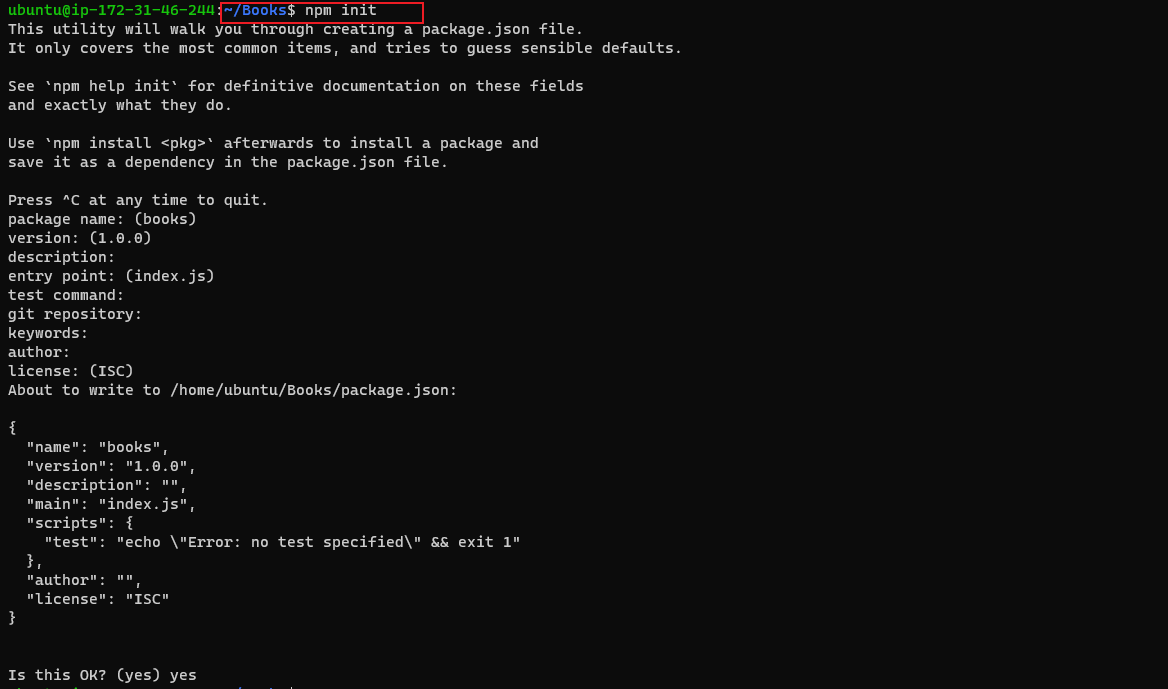 ubuntu@ip-172-31-46-244:~/Books$ npm init
This utility will walk you through creating a package.json file.
It only covers the most common items, and tries to guess sensible defaults.
See `npm help init` for definitive documentation on these fields
and exactly what they do.
Use `npm install <pkg>` afterwards to install a package and
save it as a dependency in the package.json file.
Press ^C at any time to quit.
package name: (books)
version: (1.0.0)
description:
entry point: (index.js)
test command:
git repository:
keywords:
author:
license: (ISC)
About to write to /home/ubuntu/Books/package.json:
{
  "name": "books",
  "version": "1.0.0",
  "description": "",
  "main": "index.js",
  "scripts": {
    "test": "echo \"Error: no test specified\" && exit 1"
  },
  "author": "",
  "license": "ISC"
}
Is this OK? (yes) yes